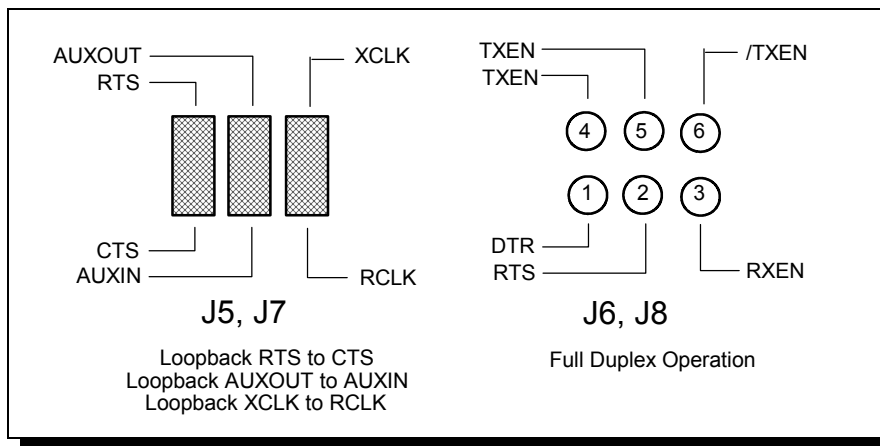 AUXOUT
RTS
XCLK
CTS
AUXIN
RCLK
J5, J7
Loopback RTS to CTS
Loopback AUXOUT to AUXIN
Loopback XCLK to RCLK
TXEN
TXEN
/TXEN
4 5 6
1 2 3
DTR
RTS
RXEN
J6, J8
Full Duplex Operation